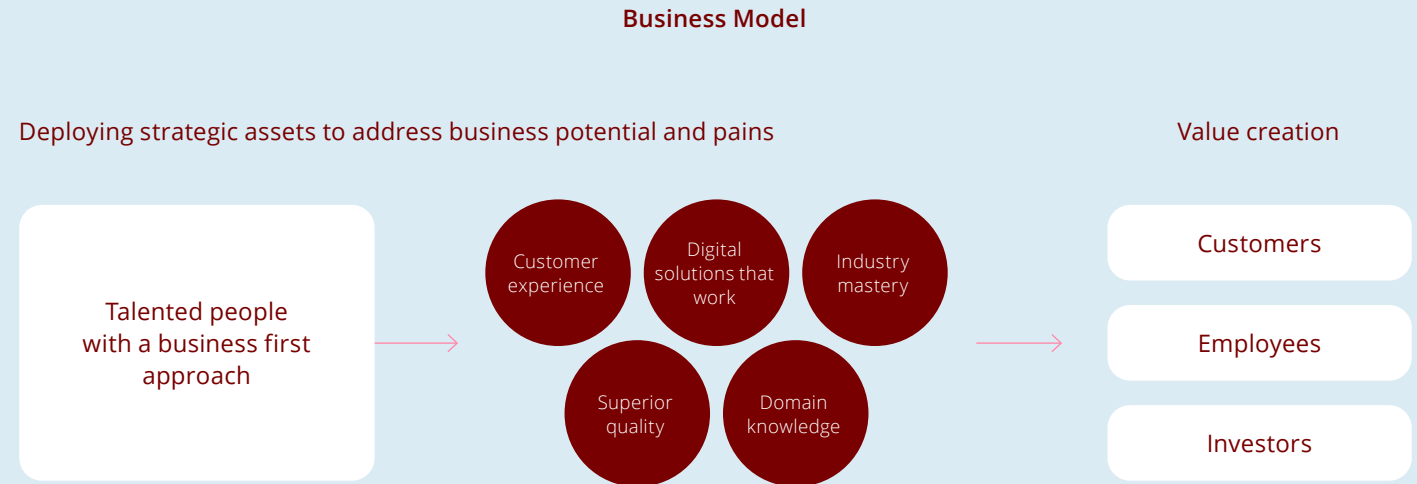 Business Model
Deploying strategic assets to address business potential and pains
Value creation
Talented people
with a business first
approach
Customer
experience
Digital
solutions that
work
Industry
mastery
Superior
quality
Domain
knowledge
Customers
Employees
Investors